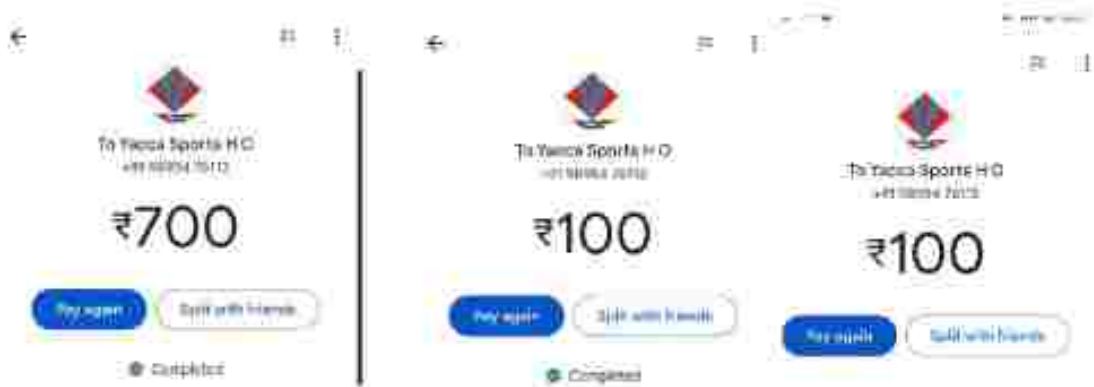 To Yacca Sports H O
₹700
Pay again
Split with friends
Completed
To Yacca Sports H O
₹100
Pay again
Split with friends
Completed
To Yacca Sports H O
₹100
Pay again
Split with friends